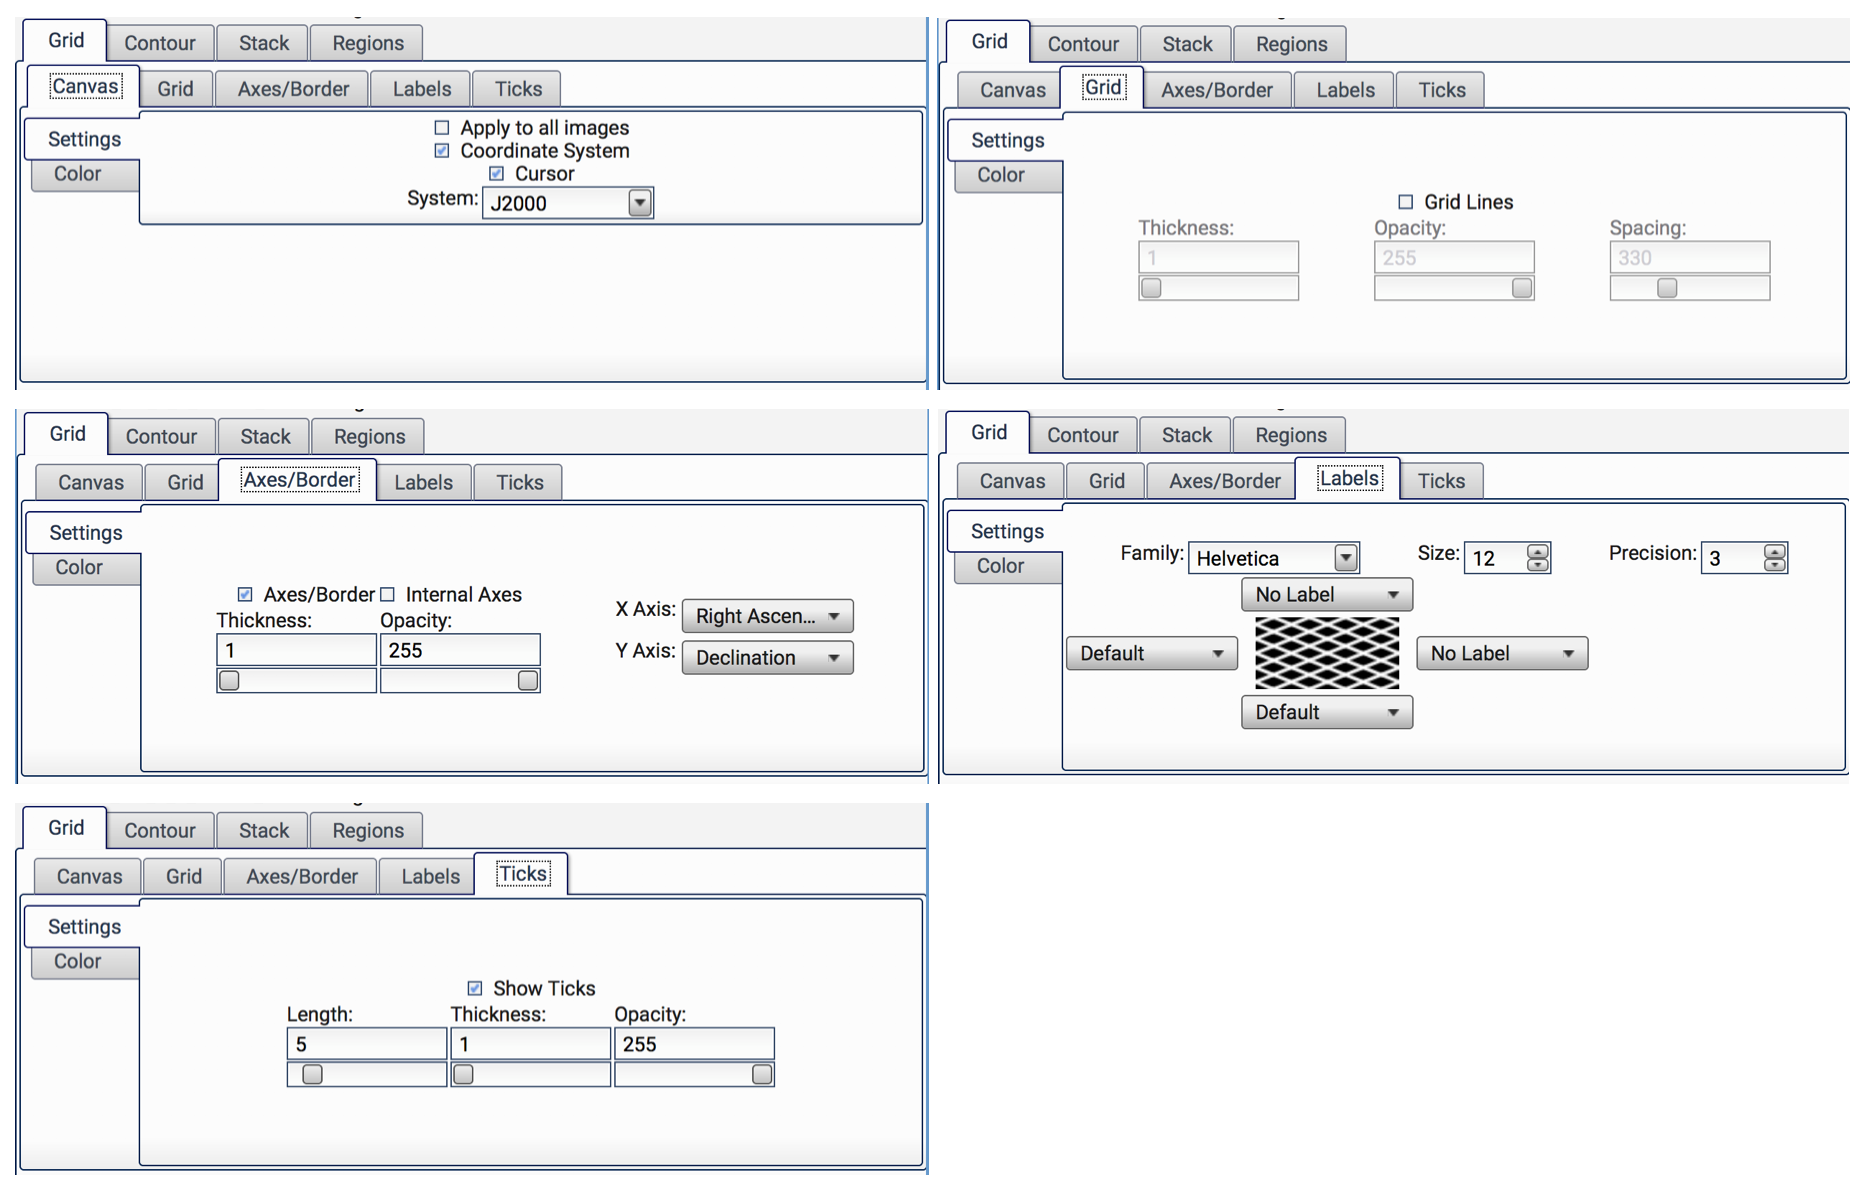 Grid Contour Stack Regions
Canvas Grid Axes/Border Labels Ticks
Settings
Color
Apply to all images
Coordinate System
Cursor
System: J2000
Grid Contour Stack Regions
Canvas Grid Axes/Border Labels Ticks
Settings
Color
Grid Lines
Thickness: Opacity: Spacing:
1 255 330
Grid Contour Stack Regions
Canvas Grid Axes/Border Labels Ticks
Settings
Color
Axes/Border Internal Axes
Thickness: Opacity:
1 255
X Axis: Right Ascen...
Y Axis: Declination
Grid Contour Stack Regions
Canvas Grid Axes/Border Labels Ticks
Settings
Color
Family: Helvetica Size: 12 Precision: 3
No Label
Default No Label
Default
Grid Contour Stack Regions
Canvas Grid Axes/Border Labels Ticks
Settings
Color
Show Ticks
Length: Thickness: Opacity:
5 1 255